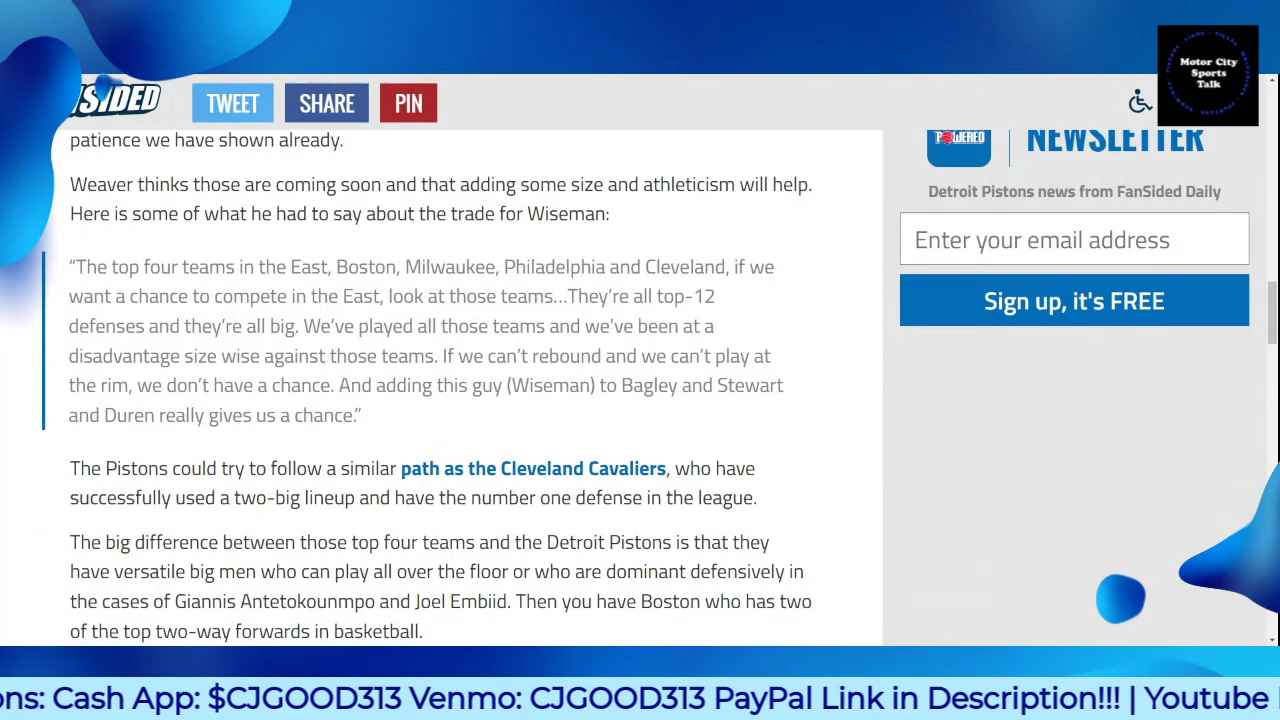 SIDED
TWEET
SHARE
PIN
Motor City
Sports
Talk
patience we have shown already.
Weaver thinks those are coming soon and that adding some size and athleticism will help.
Here is some of what he had to say about the trade for Wiseman:
“The top four teams in the East, Boston, Milwaukee, Philadelphia and Cleveland, if we
want a chance to compete in the East, look at those teams…They’re all top-12
defenses and they’re all big. We’ve played all those teams and we’ve been at a
disadvantage size wise against those teams. If we can’t rebound and we can’t play at
the rim, we don’t have a chance. And adding this guy (Wiseman) to Bagley and Stewart
and Duren really gives us a chance.”
The Pistons could try to follow a similar path as the Cleveland Cavaliers, who have
successfully used a two-big lineup and have the number one defense in the league.
The big difference between those top four teams and the Detroit Pistons is that they
have versatile big men who can play all over the floor or who are dominant defensively in
the cases of Giannis Antetokounmpo and Joel Embiid. Then you have Boston who has two
of the top two-way forwards in basketball.
POWERED
NEWSLETTER
Detroit Pistons news from FanSided Daily
Enter your email address
Sign up, it's FREE
ons: Cash App: $CJGOOD313 Venmo: CJGOOD313 PayPal Link in Description!!! | Youtube